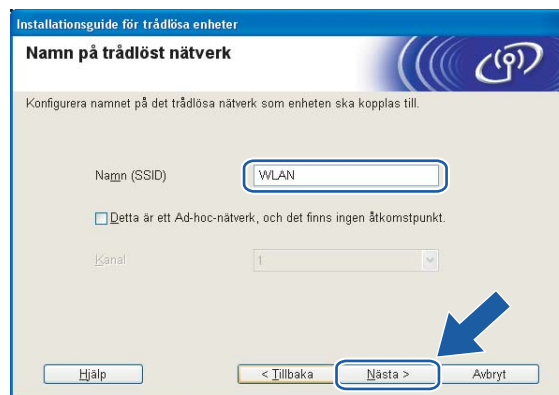 Installationsguide för trådlösa enheter
Namn på trådlöst nätverk
Konfigurera namnet på det trådlösa nätverk som enheten ska kopplas till.
Namn (SSID) WLAN
Detta är ett Ad-hoc-nätverk, och det finns ingen åtkomstpunkt.
Kanal 1
Hjälp < Tillbaka Nästa > Avbryt